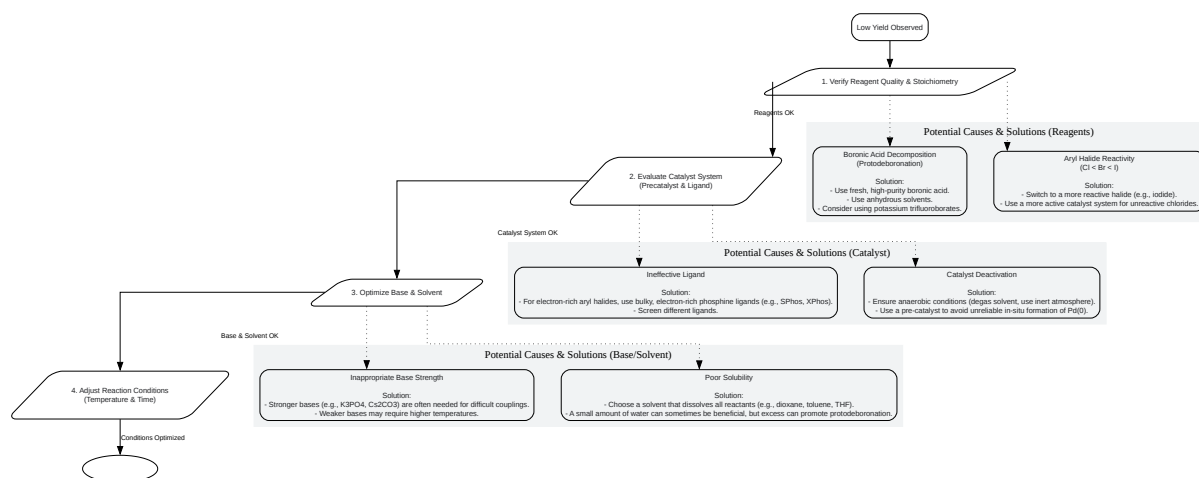 Low Yield Observed
1. Verify Reagent Quality & Stoichiometry
Reagents OK
Potential Causes & Solutions (Reagents)
Boronic Acid Decomposition
(Protodeboronation)
Solution:
- Use fresh, high-purity boronic acid.
- Use anhydrous solvents.
- Consider using potassium trifluoroborates.
Aryl Halide Reactivity
(Cl < Br < I)
Solution:
- Switch to a more reactive halide (e.g., iodide).
- Use a more active catalyst system for unreactive chlorides.
2. Evaluate Catalyst System
(Precatalyst & Ligand)
Catalyst System OK
Potential Causes & Solutions (Catalyst)
Ineffective Ligand
Solution:
- For electron-rich aryl halides, use bulky, electron-rich phosphine ligands (e.g., SPhos, XPhos).
- Screen different ligands.
Catalyst Deactivation
Solution:
- Ensure anaerobic conditions (degas solvent, use inert atmosphere).
- Use a pre-catalyst to avoid unreliable in-situ formation of Pd(0).
3. Optimize Base & Solvent
Base & Solvent OK
Potential Causes & Solutions (Base/Solvent)
Inappropriate Base Strength
Solution:
- Stronger bases (e.g., K3PO4, Cs2CO3) are often needed for difficult couplings.
- Weaker bases may require higher temperatures.
Poor Solubility
Solution:
- Choose a solvent that dissolves all reactants (e.g., dioxane, toluene, THF).
- A small amount of water can sometimes be beneficial, but excess can promote protodeboronation.
4. Adjust Reaction Conditions
(Temperature & Time)
Conditions Optimized